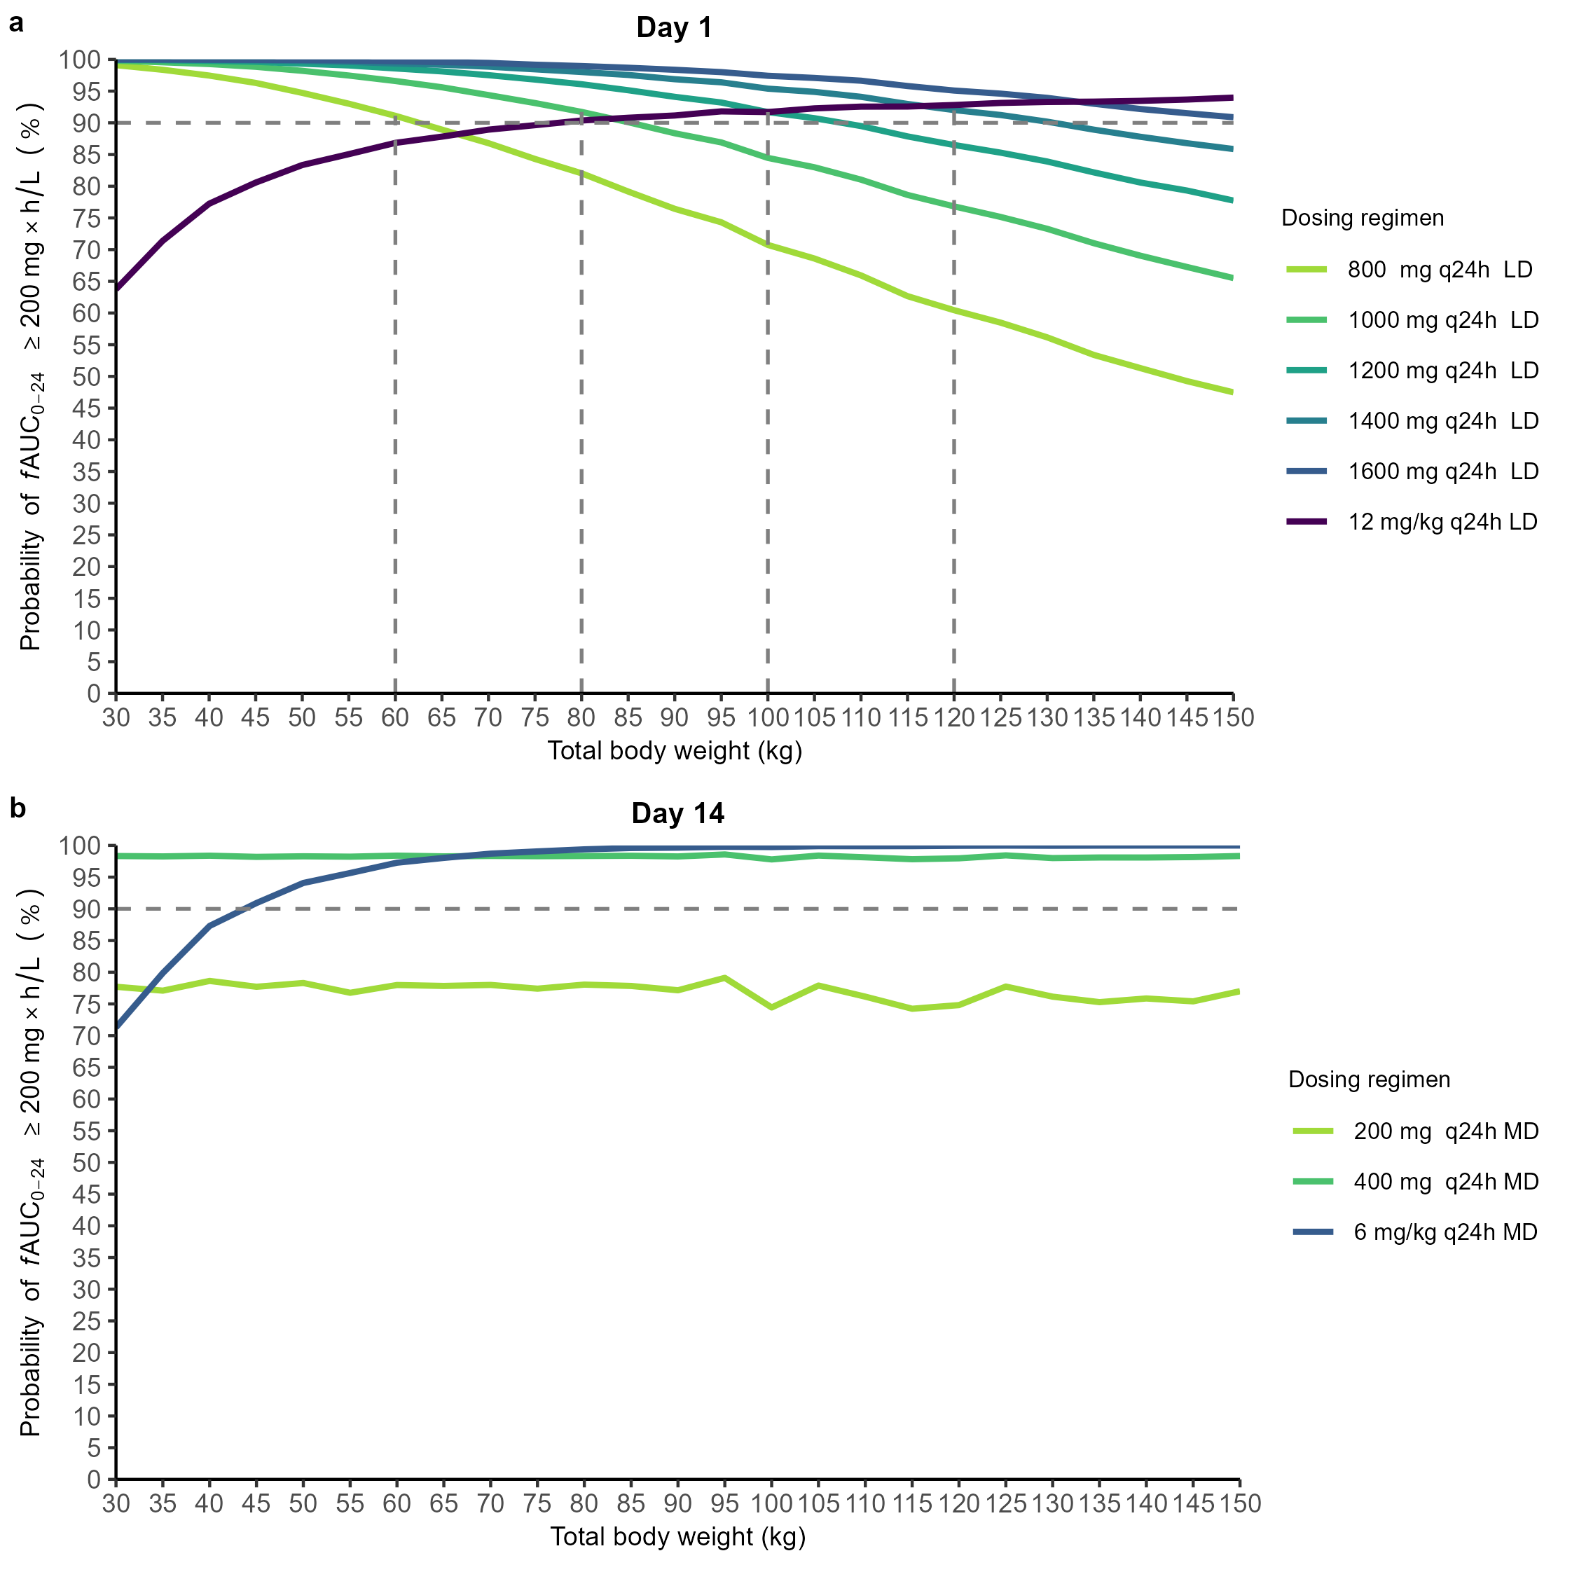 a
Day 1
Probability of fAUC0−24 ≥ 200 mg × h/L ( % )
100
95
90
85
80
75
70
65
60
55
50
45
40
35
30
25
20
15
10
5
0
30 35 40 45 50 55 60 65 70 75 80 85 90 95 100 105 110 115 120 125 130 135 140 145 150
Total body weight (kg)
Dosing regimen
800 mg q24h LD
1000 mg q24h LD
1200 mg q24h LD
1400 mg q24h LD
1600 mg q24h LD
12 mg/kg q24h LD
b
Day 14
Probability of fAUC0−24 ≥ 200 mg × h/L ( % )
100
95
90
85
80
75
70
65
60
55
50
45
40
35
30
25
20
15
10
5
0
30 35 40 45 50 55 60 65 70 75 80 85 90 95 100 105 110 115 120 125 130 135 140 145 150
Total body weight (kg)
Dosing regimen
200 mg q24h MD
400 mg q24h MD
6 mg/kg q24h MD